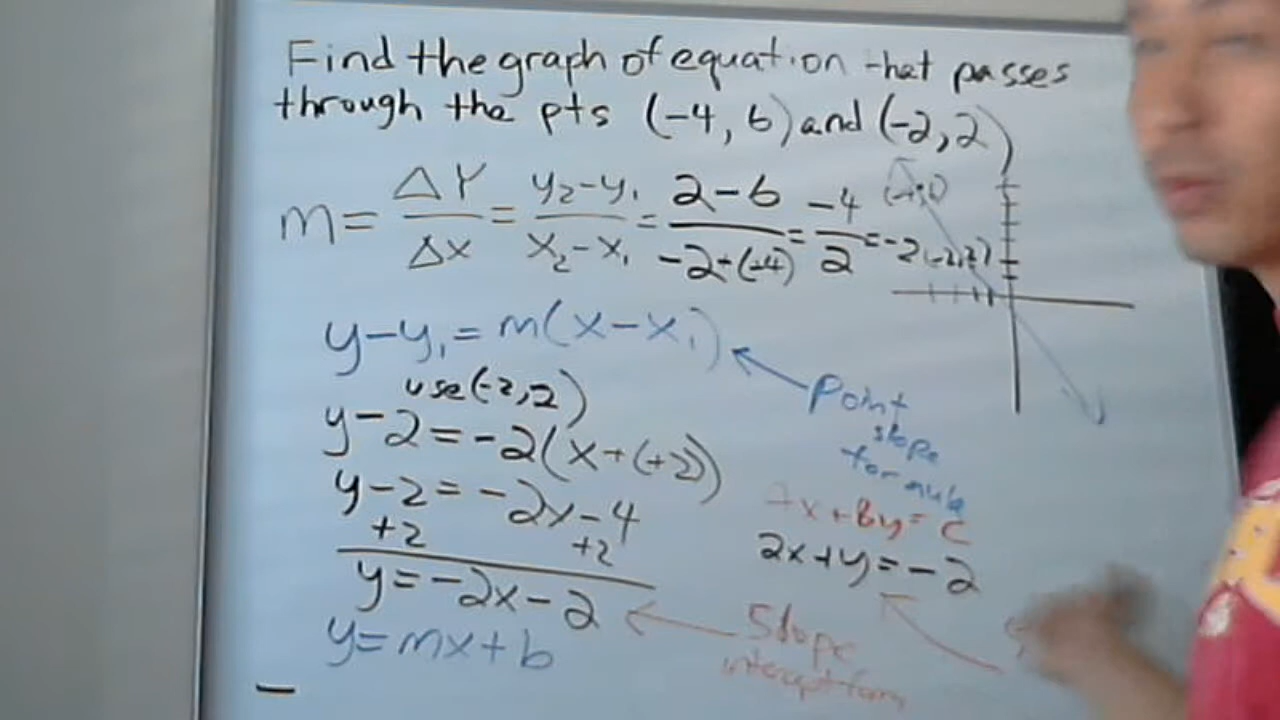 Find the graph of equation that passes
through the pts (-4, 6) and (-2, 2)
m = ΔY/Δx = y₂-y₁/x₂-x₁ = 2-6/-2+(+4) = -4/2 = -2
(-2,2)
y-y₁ = m(x-x₁)
use (-2,2)
Point
slope
formula
y-2 = -2(x+(+2))
y-2 = -2x-4
+2 +2
Ax+By=C
2x+y=-2
y=-2x-2
Slope
intercept form
y=mx+b